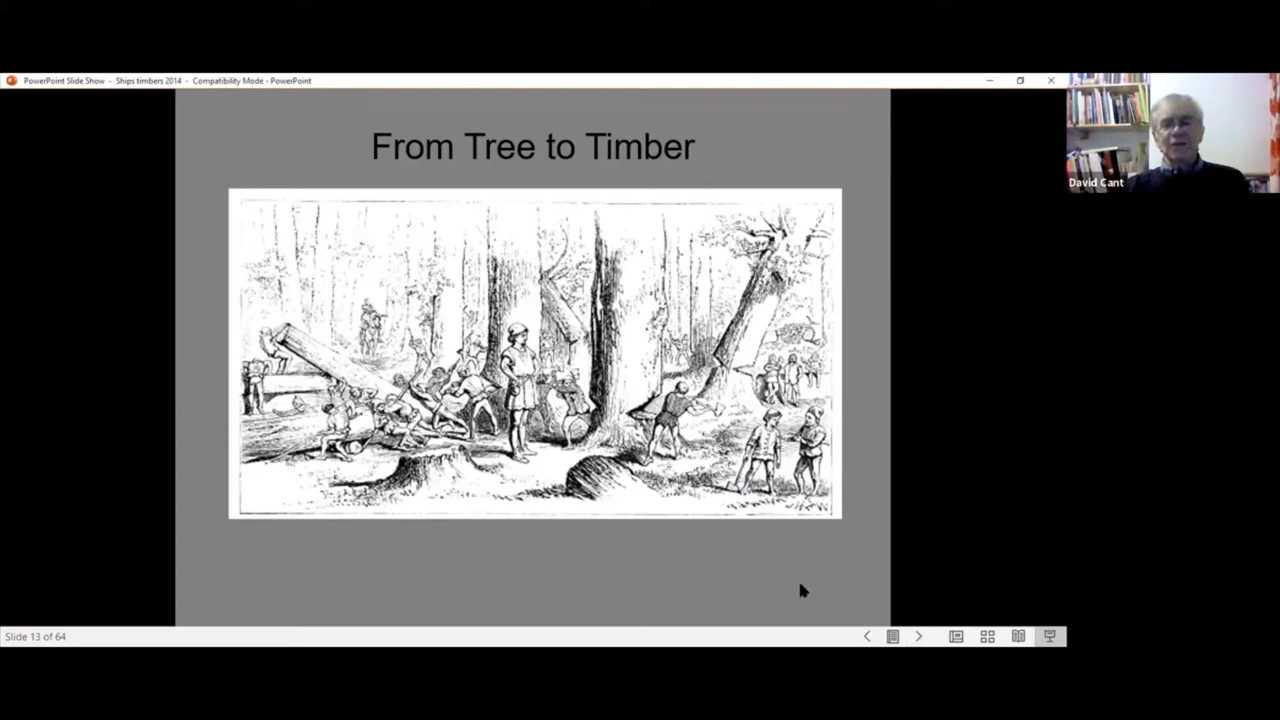 PowerPoint Slide Show - Ships timbers 2014 - Compatibility Mode - PowerPoint
From Tree to Timber
David Cant
Slide 13 of 64